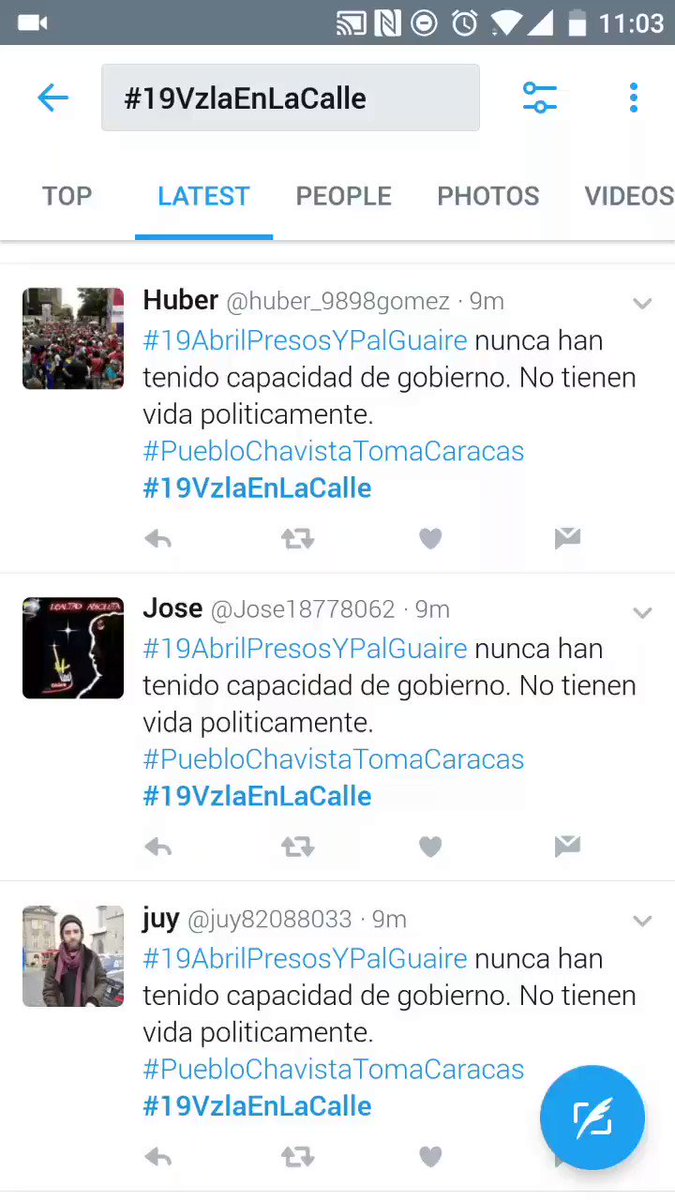 11:03
#19VzlaEnLaCalle
TOP LATEST PEOPLE PHOTOS VIDEOS
Huber @huber_9898gomez · 9m
#19AbrilPresosYPalGuaire nunca han
tenido capacidad de gobierno. No tienen
vida politicamente.
#PuebloChavistaTomaCaracas
#19VzlaEnLaCalle
LEALTAD ABSOLUTA
Jose @Jose18778062 · 9m
#19AbrilPresosYPalGuaire nunca han
tenido capacidad de gobierno. No tienen
vida politicamente.
#PuebloChavistaTomaCaracas
#19VzlaEnLaCalle
juy @juy82088033 · 9m
#19AbrilPresosYPalGuaire nunca han
tenido capacidad de gobierno. No tienen
vida politicamente.
#PuebloChavistaTomaCaracas
#19VzlaEnLaCalle